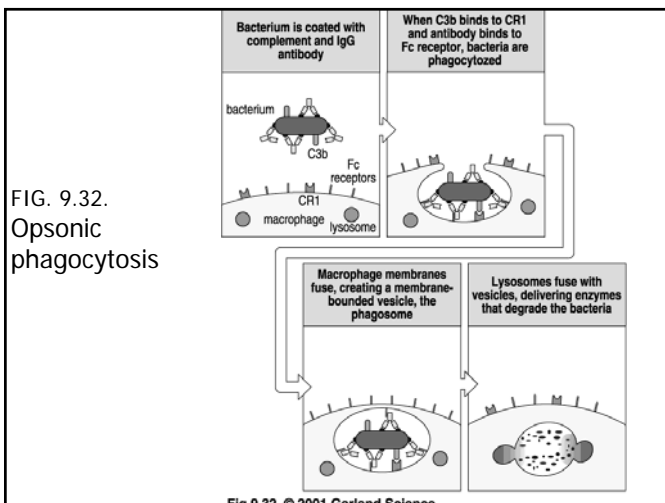 FIG. 9.32.
Opsonic
phagocytosis
Bacterium is coated with
complement and IgG
antibody
bacterium
C3b
Fc
receptors
CR1
macrophage
lysosome
When C3b binds to CR1
and antibody binds to
Fc receptor, bacteria are
phagocytozed
Macrophage membranes
fuse, creating a membrane-
bounded vesicle, the
phagosome
Lysosomes fuse with
vesicles, delivering enzymes
that degrade the bacteria
Fig 9.32 © 2001 Garland Science